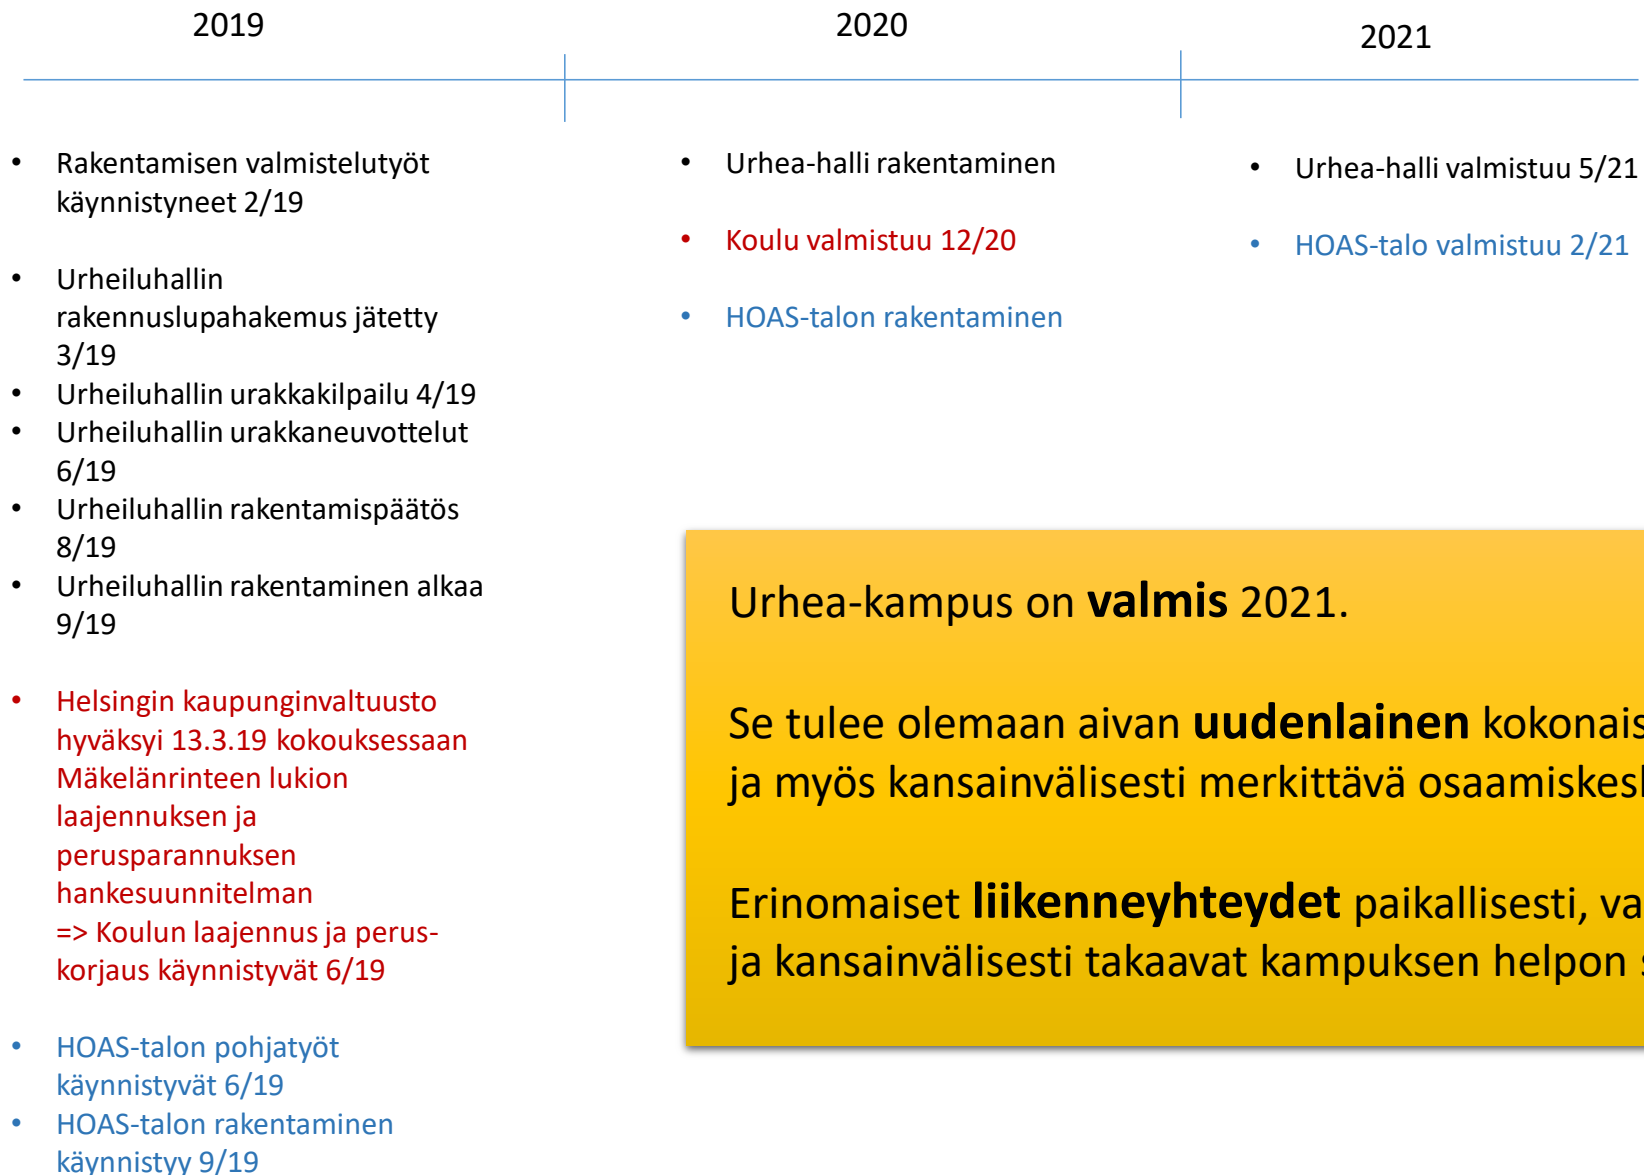 2019
2020
2021
• Rakentamisen valmistelutyöt
käynnistyneet 2/19
• Urheiluhallin
rakennuslupahakemus jätetty
3/19
• Urheiluhallin urakkakilpailu 4/19
• Urheiluhallin urakkaneuvottelut
6/19
• Urheiluhallin rakentamispäätös
8/19
• Urheiluhallin rakentaminen alkaa
9/19
• Helsingin kaupunginvaltuusto
hyväksyi 13.3.19 kokouksessaan
Mäkelänrinteen lukion
laajennuksen ja
perusparannuksen
hankesuunnitelman
=> Koulun laajennus ja perus-
korjaus käynnistyvät 6/19
• HOAS-talon pohjatyöt
käynnistyvät 6/19
• HOAS-talon rakentaminen
käynnistyy 9/19
• Urhea-halli rakentaminen
• Koulu valmistuu 12/20
• HOAS-talon rakentaminen
• Urhea-halli valmistuu 5/21
• HOAS-talo valmistuu 2/21
Urhea-kampus on valmis 2021.
Se tulee olemaan aivan uudenlainen
ja myös kansainvälisesti merkittävä
Erinomaiset liikenneyhteydet paikallisesti,
ja kansainvälisesti takaavat kampuksen helpon